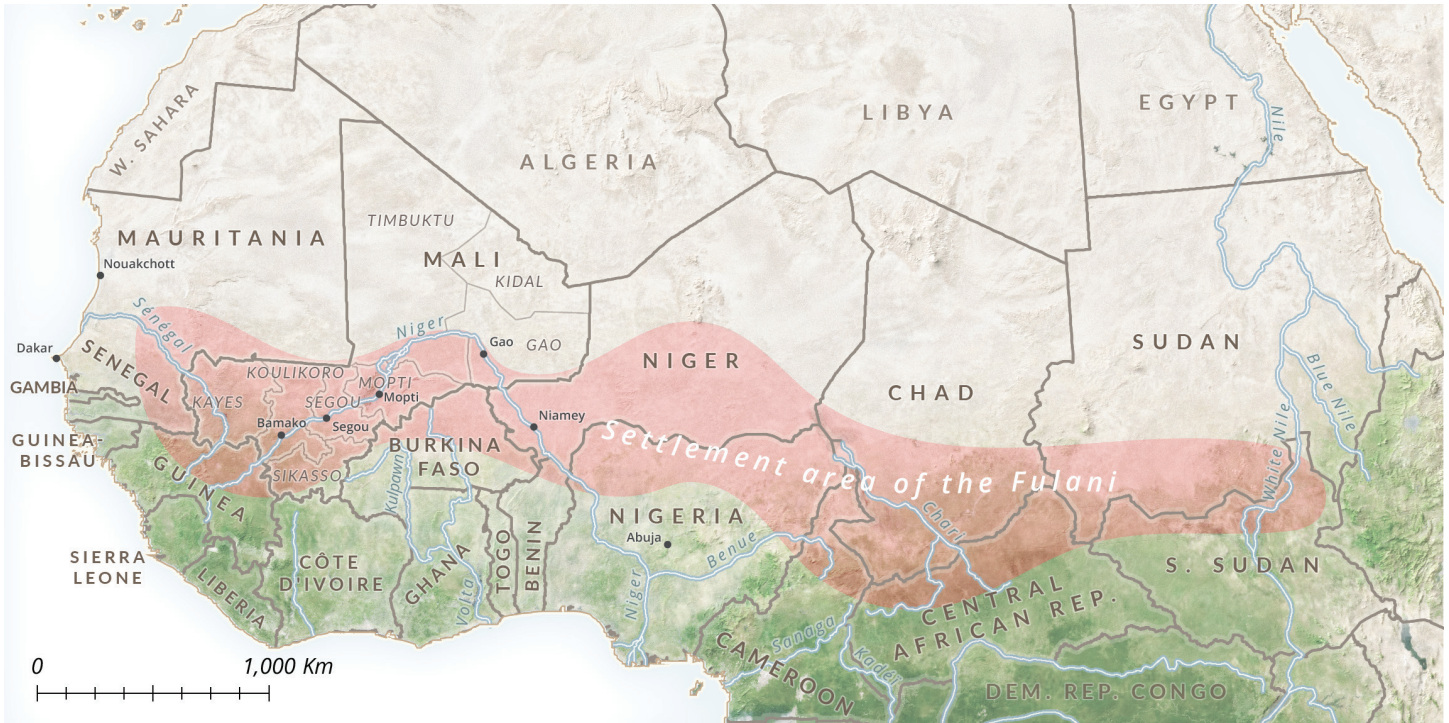 W. SAHARA
ALGERIA
LIBYA
EGYPT
Nile
MAURITANIA
Nouakchott
TIMBUKTU
MALI
KIDAL
GAO
Gao
Niger
Sénégal
Dakar
SENEGAL
GAMBIA
GUINEA-
BISSAU
KAYES
KOULIKORO
MOPTI
Mopti
SEGOU
Segou
Bamako
SIKASSO
GUINEA
SIERRA
LEONE
LIBERIA
CÔTE
D'IVOIRE
BURKINA
FASO
Kulpawn
GHANA
Volta
TOGO
BENIN
Niamey
NIGER
CHAD
SUDAN
Blue Nile
White Nile
Settlement area of the Fulani
NIGERIA
Abuja
Benue
Niger
Chari
CENTRAL
AFRICAN REP.
S. SUDAN
CAMEROON
Sanaga
Kadéï
DEM. REP. CONGO
0
1,000 Km